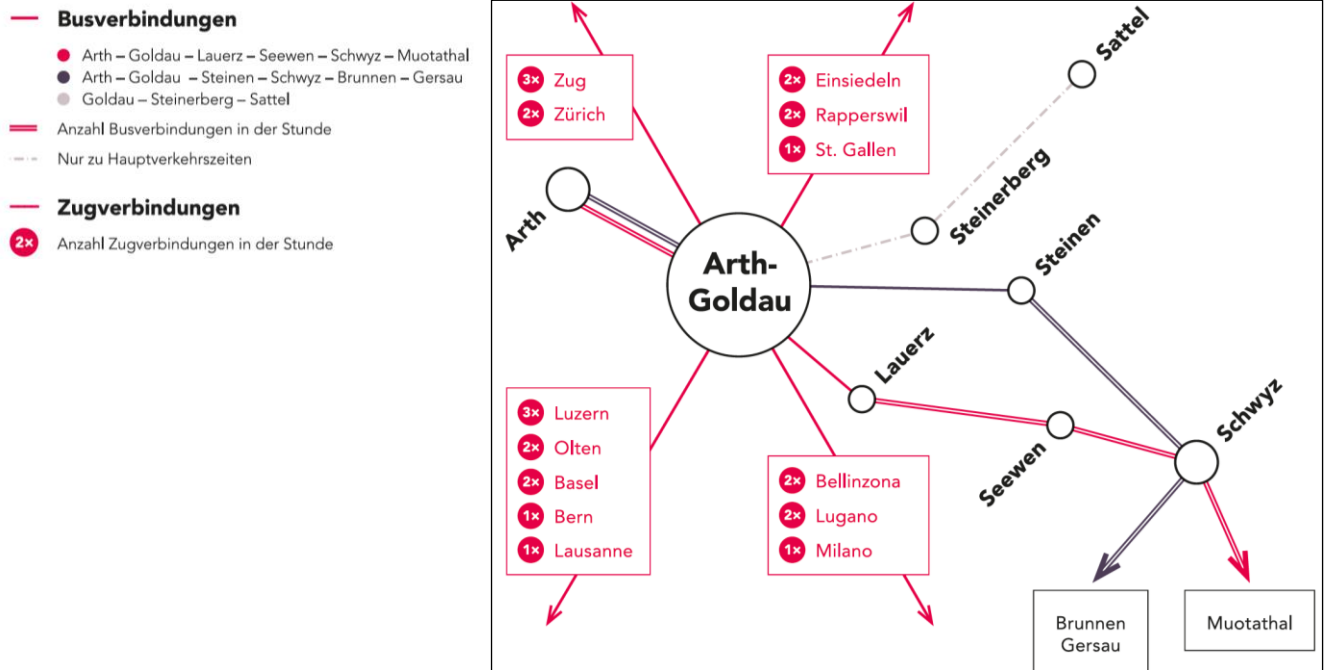 Busverbindungen
Arth – Goldau – Lauerz – Seewen – Schwyz – Muotathal
Arth – Goldau – Steinen – Schwyz – Brunnen – Gersau
Goldau – Steinerberg – Sattel
Anzahl Busverbindungen in der Stunde
Nur zu Hauptverkehrszeiten
Zugverbindungen
2x Anzahl Zugverbindungen in der Stunde
3x Zug
2x Zürich
2x Einsiedeln
2x Rapperswil
1x St. Gallen
Sattel
Steinerberg
Arth
Steinen
Arth-
Goldau
Lauerz
Schwyz
Seewen
3x Luzern
2x Olten
2x Basel
1x Bern
1x Lausanne
2x Bellinzona
2x Lugano
1x Milano
Brunnen
Gersau
Muotathal